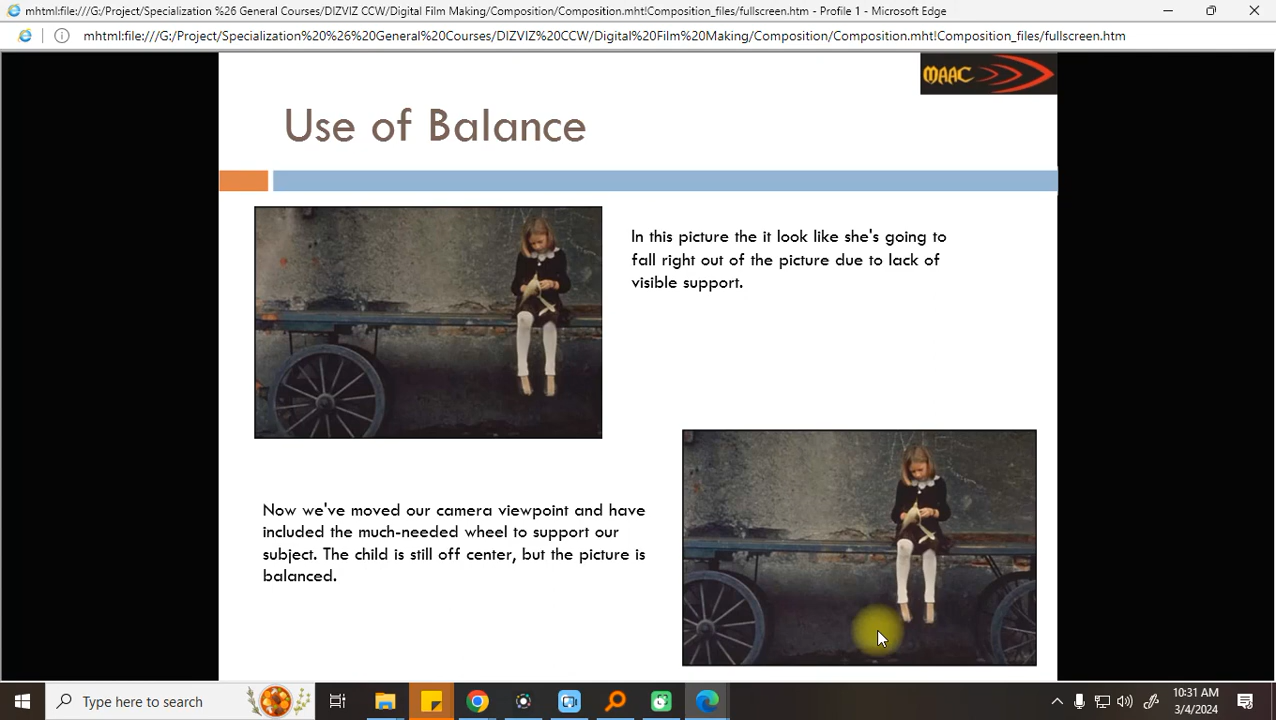 mhtml:file:///G:/Project/Specialization %26 General Courses/DIZVIZ CCW/Digital Film Making/Composition/Composition.mht!Composition_files/fullscreen.htm - Profile 1 - Microsoft Edge
mhtml:file:///G:/Project/Specialization%20%26%20General%20Courses/DIZVIZ%20CCW/Digital%20Film%20Making/Composition/Composition.mht!Composition_files/fullscreen.htm
MAAC
Use of Balance
In this picture the it look like she's going to
fall right out of the picture due to lack of
visible support.
Now we've moved our camera viewpoint and have
included the much-needed wheel to support our
subject. The child is still off center, but the picture is
balanced.
Type here to search
10:31 AM
3/4/2024